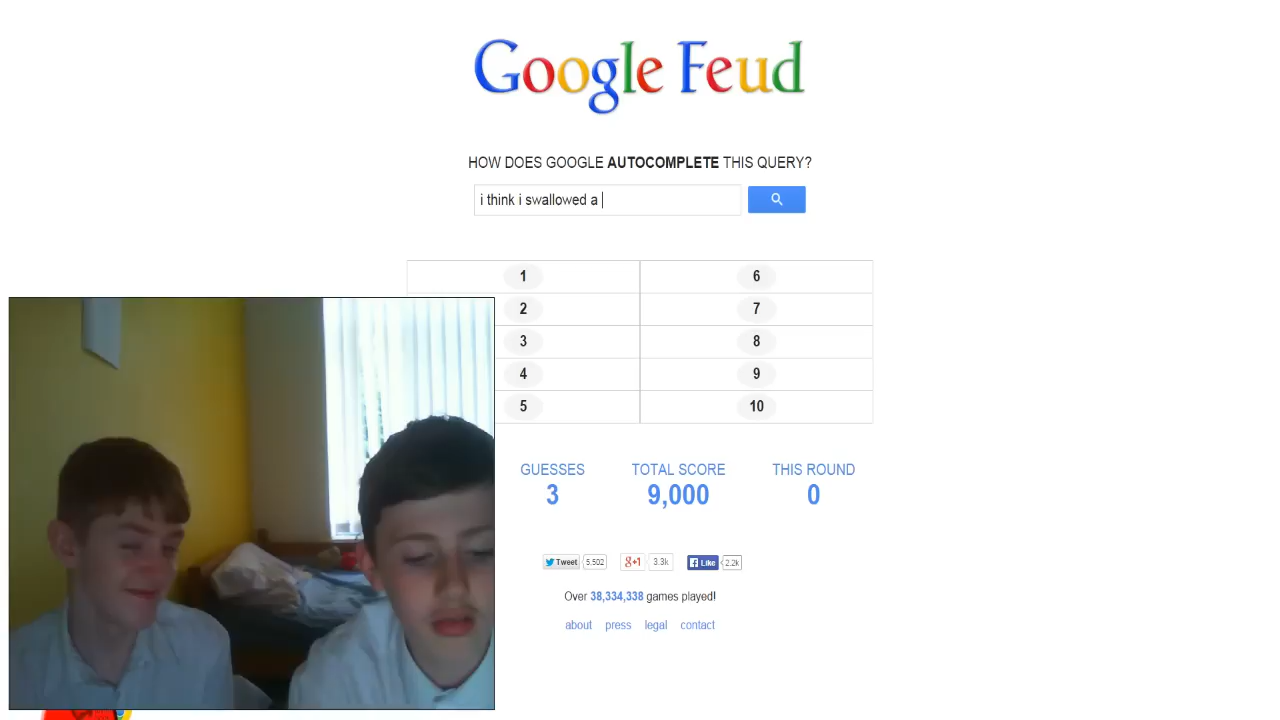 Google Feud
HOW DOES GOOGLE AUTOCOMPLETE THIS QUERY?
i think i swallowed a
1 6
2 7
3 8
4 9
5 10
GUESSES TOTAL SCORE THIS ROUND
3 9,000 0
Tweet 5,502 g+1 3.3k Like 2.2k
Over 38,334,338 games played!
about press legal contact